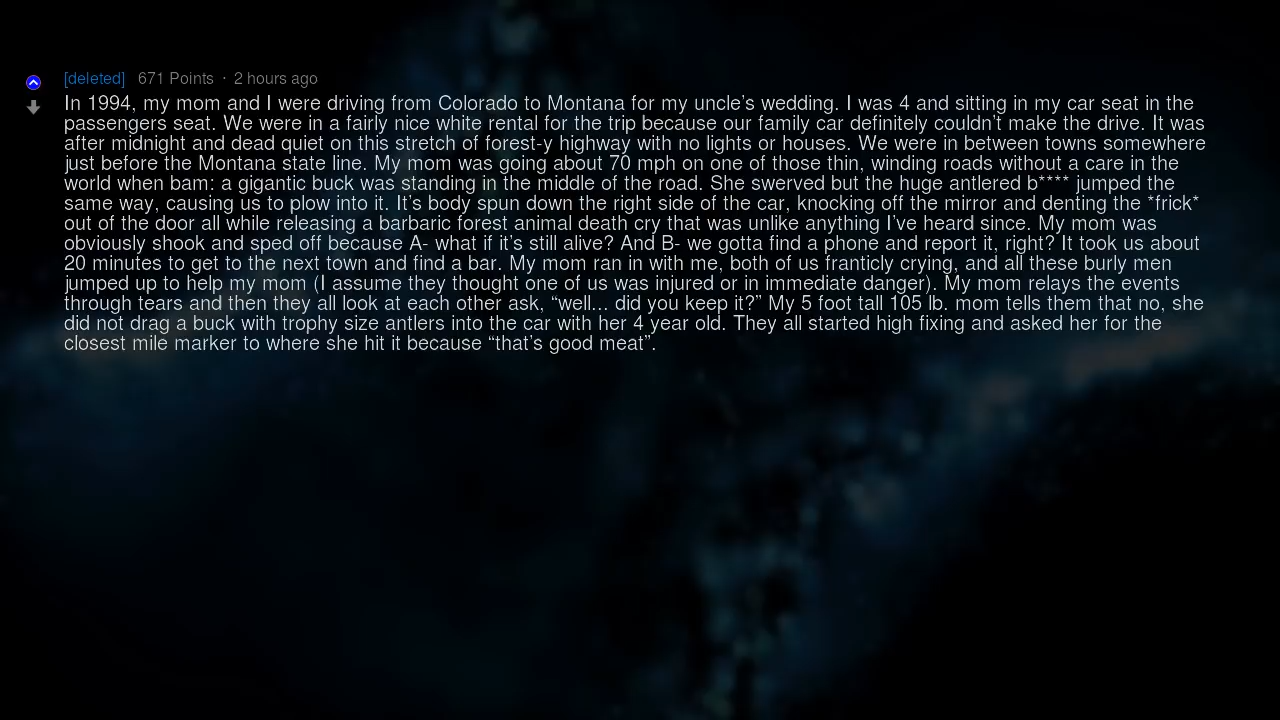 [deleted] 671 Points · 2 hours ago
In 1994, my mom and I were driving from Colorado to Montana for my uncle’s wedding. I was 4 and sitting in my car seat in the
passengers seat. We were in a fairly nice white rental for the trip because our family car definitely couldn’t make the drive. It was
after midnight and dead quiet on this stretch of forest-y highway with no lights or houses. We were in between towns somewhere
just before the Montana state line. My mom was going about 70 mph on one of those thin, winding roads without a care in the
world when bam: a gigantic buck was standing in the middle of the road. She swerved but the huge antlered b**** jumped the
same way, causing us to plow into it. It’s body spun down the right side of the car, knocking off the mirror and denting the *frick*
out of the door all while releasing a barbaric forest animal death cry that was unlike anything I’ve heard since. My mom was
obviously shook and sped off because A- what if it’s still alive? And B- we gotta find a phone and report it, right? It took us about
20 minutes to get to the next town and find a bar. My mom ran in with me, both of us franticly crying, and all these burly men
jumped up to help my mom (I assume they thought one of us was injured or in immediate danger). My mom relays the events
through tears and then they all look at each other ask, “well... did you keep it?” My 5 foot tall 105 lb. mom tells them that no, she
did not drag a buck with trophy size antlers into the car with her 4 year old. They all started high fixing and asked her for the
closest mile marker to where she hit it because “that’s good meat”.